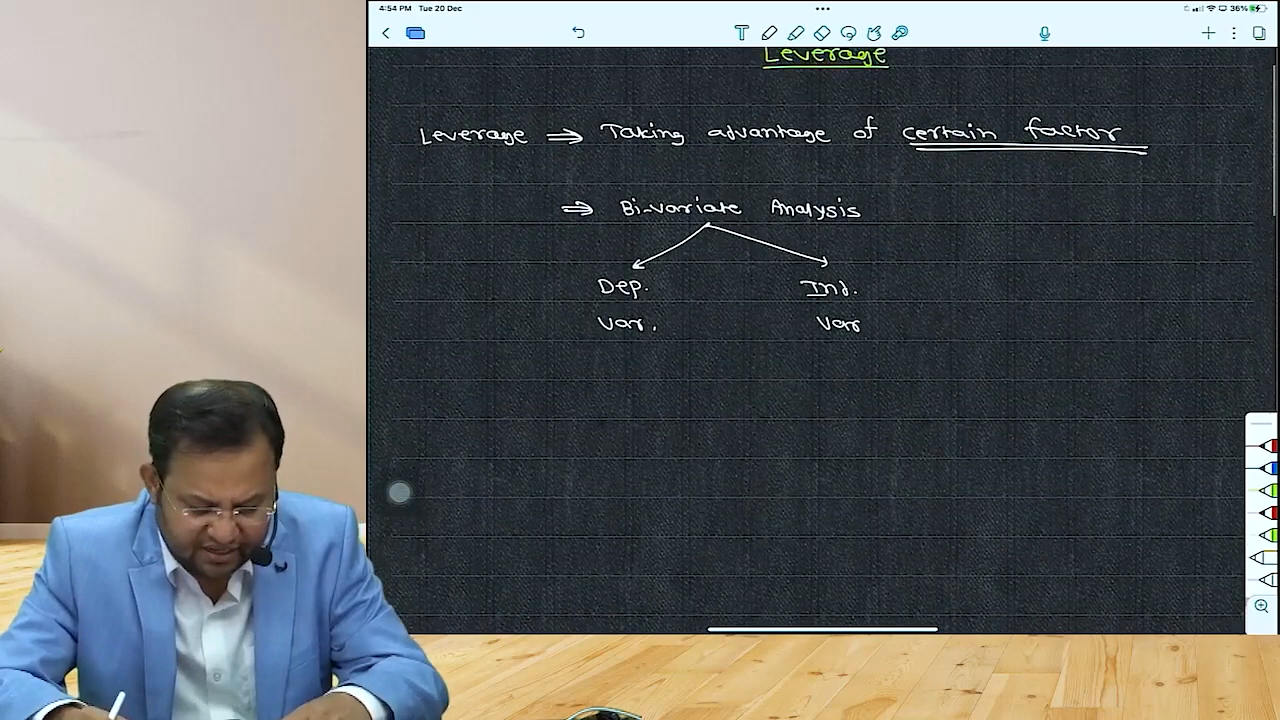 4:54 PM Tue 20 Dec
36%
Leverage
Leverage ⇒ Taking advantage of certain factor
⇒ Bi-variate Analysis
Dep. Ind.
Var. Var